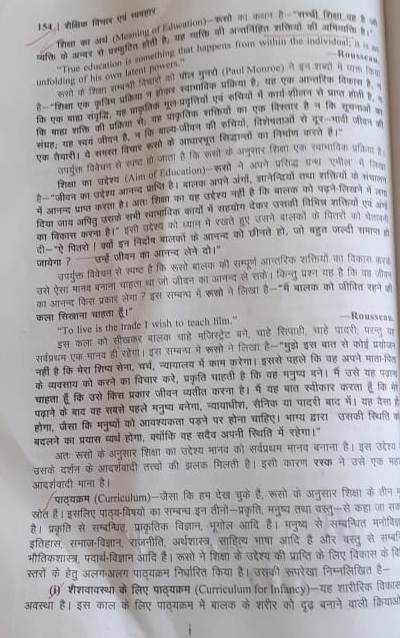 154 | शैक्षिक विचार एवं व्यवहार
शिक्षा का अर्थ (Meaning of Education)—रूसो का कथन है—"सच्ची शिक्षा वह है जो
व्यक्ति के अन्दर से प्रस्फुटित होती है; यह व्यक्ति की अन्तर्निहित शक्तियों की अभिव्यक्ति है।"
"True education is something that happens from within the individual; it is an
unfolding of his own latent powers." —Rousseau.
रूसो के शिक्षा सम्बन्धी विचारों को पॉल मुनरो (Paul Monroe) ने इन शब्दों में व्यक्त किया
है—"शिक्षा एक कृत्रिम प्रक्रिया न होकर स्वाभाविक प्रक्रिया है; यह एक आन्तरिक विकास है, न
कि एक बाह्य संवृद्धि, यह प्राकृतिक मूल-प्रवृत्तियों एवं रुचियों में कार्य शीलन से प्राप्त होती है, न
कि बाह्य शक्ति की प्रक्रिया से; यह प्राकृतिक शक्तियों का एक विस्तार है न कि सूचनाओं का
संग्रह; यह स्वयं जीवन है, न कि बाल्य-जीवन की रुचियों, विशेषताओं से दूर–भावी जीवन की
एक तैयारी। ये समस्त विचार रूसो के आधारभूत सिद्धान्तों का निर्माण करते हैं।"
उपर्युक्त विवेचन से स्पष्ट हो जाता है कि रूसो के अनुसार शिक्षा एक स्वाभाविक प्रक्रिया है।
शिक्षा का उद्देश्य (Aim of Education)—रूसो ने अपने प्रसिद्ध ग्रन्थ 'एमील' में लिखा
है—"जीवन का उद्देश्य आनन्द प्राप्ति है। बालक अपने अंगों, ज्ञानेन्द्रियों तथा शक्तियों के संचालन
में आनन्द प्राप्त करता है। अतः शिक्षा का यह उद्देश्य नहीं है कि बालक को पढ़ने-लिखने में लगा
दिया जाय अपितु उसके सभी स्वाभाविक कार्यों में सहयोग देकर उसकी विभिन्न शक्तियों एवं अंगों
का विकास करना है।" इसी उद्देश्य को ध्यान में रखते हुए उसने बालकों के पितरो को चेतावनी
दी—"ऐ पितरो ! क्यों इन निर्दोष बालकों के आनन्द को छीनते हो, जो बहुत जल्दी समाप्त हो
जायेगा ? उन्हें जीवन का आनन्द लेने दो।"
उपर्युक्त विवेचन से स्पष्ट है कि रूसो बालक की सम्पूर्ण आन्तरिक शक्तियों का विकास करके
उसे ऐसा मानव बनाना चाहता था जो जीवन का आनन्द ले सके। किन्तु प्रश्न यह है कि वह जीवन
का आनन्द किस प्रकार लेगा ? इस सम्बन्ध में रूसो ने लिखा है—"मैं बालक को जीवित रहने की
कला सिखाना चाहता हूँ।"
"To live is the trade I wish to teach him." —Rousseau.
इस कला को सीखकर बालक चाहे मजिस्ट्रेट बने, चाहे सिपाही, चाहे पादरी, परन्तु वह
सर्वप्रथम एक मानव ही रहेगा। इस सम्बन्ध में रूसो ने लिखा है—"मुझे इस बात से कोई प्रयोजन
नहीं है कि मेरा शिष्य सेना, चर्च, न्यायालय में काम करेगा। इससे पहले कि वह अपने माता-पिता
के व्यवसाय को करने का विचार करे, प्रकृति चाहती है कि वह मनुष्य बने। मैं उसे यह पढ़ाना
चाहता हूँ कि उसे किस प्रकार जीवन व्यतीत करना है। मैं यह बात स्वीकार करता हूँ कि मेरे
पढ़ाने के बाद वह सबसे पहले मनुष्य बनेगा, न्यायाधीश, सैनिक या पादरी बाद में। वह वैसा ही
होगा, जैसा कि मनुष्यों को आवश्यकता पड़ने पर होना चाहिए। भाग्य द्वारा उसकी स्थिति को
बदलने का प्रयास व्यर्थ होगा, क्योंकि वह सदैव अपनी स्थिति में रहेगा।"
अतः रूसो के अनुसार शिक्षा का उद्देश्य मानव को सर्वप्रथम मानव बनाना है। इस उद्देश्य में
उसके दर्शन के आदर्शवादी तत्त्वों की झलक मिलती है। इसी कारण रस्क ने उसे एक महान
आदर्शवादी माना है।
पाठ्यक्रम (Curriculum)—जैसा कि हम देख चुके हैं, रूसो के अनुसार शिक्षा के तीन मूल
स्रोत है। इसलिए पाठ्य-विषयों का सम्बन्ध इन तीनों—प्रकृति, मनुष्य तथा वस्तु—से कहा जा सकता
है। प्रकृति से सम्बन्धित, प्राकृतिक विज्ञान, भूगोल आदि है। मनुष्य से सम्बन्धित मनोविज्ञान,
इतिहास, समाज-विज्ञान, राजनीति, अर्थशास्त्र, साहित्य भाषा आदि है और वस्तु से सम्बन्धित
भौतिकशास्त्र, पदार्थ-विज्ञान आदि है। रूसो ने शिक्षा के उद्देश्य की प्राप्ति के लिए विकास के विभिन्न
स्तरों के हेतु अलग-अलग पाठ्यक्रम निर्धारित किया है। उसकी रूपरेखा निम्नलिखित है—
(i) शैशवावस्था के लिए पाठ्यक्रम (Curriculum for Infancy)—यह शारीरिक विकास की
अवस्था है। इस काल के लिए पाठ्यक्रम में बालक के शरीर को दृढ़ बनाने वाली क्रियाओं